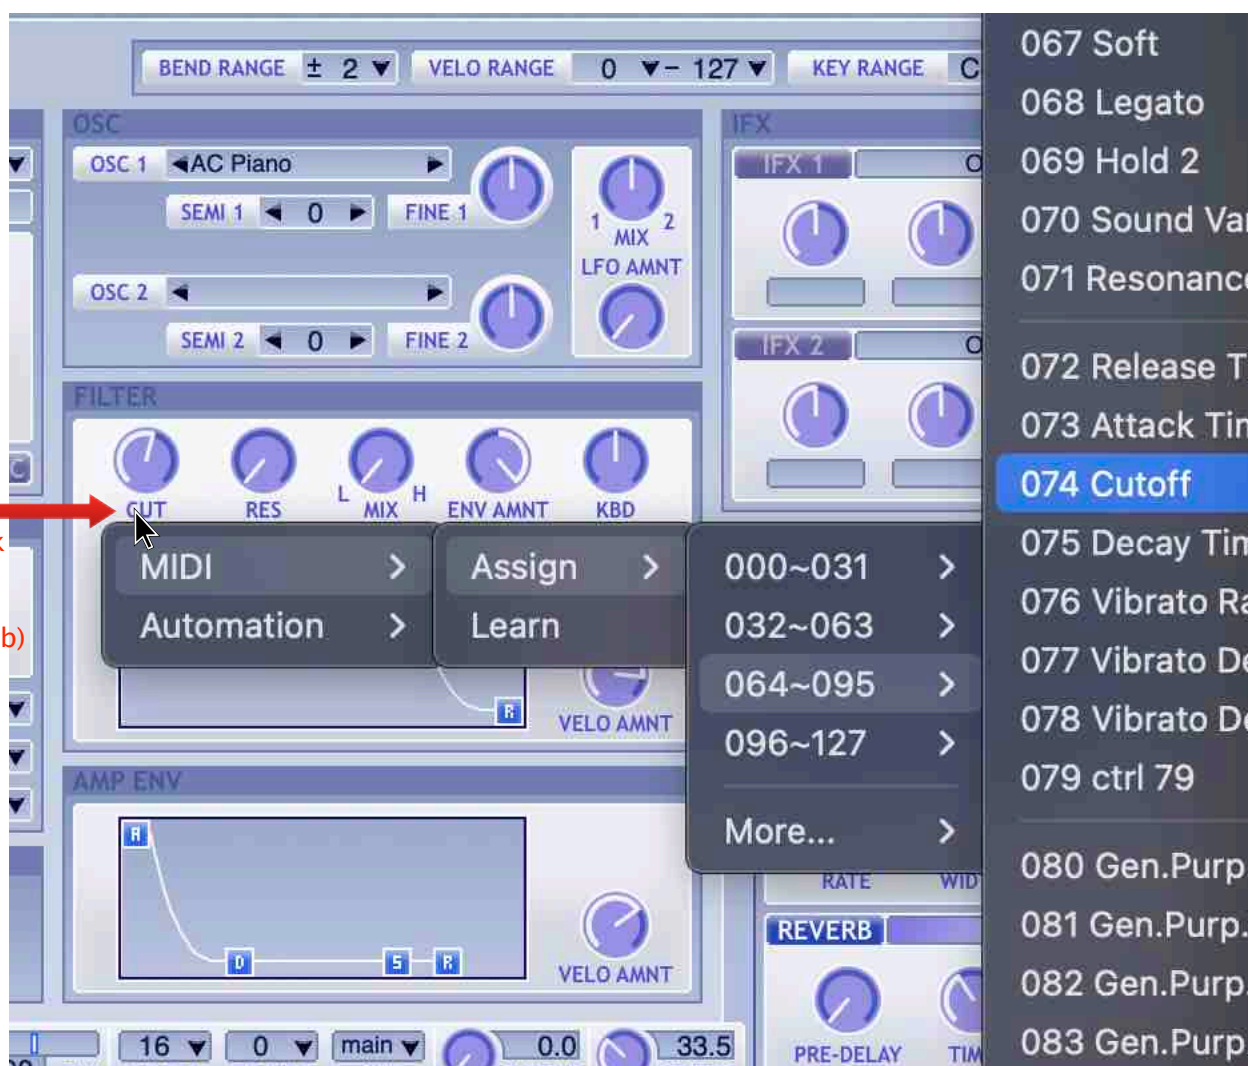 BEND RANGE ± 2 VELO RANGE 0 – 127 KEY RANGE C
OSC
OSC 1 AC Piano
SEMI 1 0 FINE 1
1 2
MIX
LFO AMNT
OSC 2
SEMI 2 0 FINE 2
IFX
IFX 1
IFX 2
FILTER
CUT RES L MIX H ENV AMNT KBD
C
b)
MIDI
Automation
Assign
Learn
000~031
032~063
064~095
096~127
More...
R
VELO AMNT
AMP ENV
A
D S R
VELO AMNT
RATE WID
REVERB
PRE-DELAY TIM
16 0 main 0.0 33.5
067 Soft
068 Legato
069 Hold 2
070 Sound Var
071 Resonance
072 Release T
073 Attack Tim
074 Cutoff
075 Decay Tim
076 Vibrato Ra
077 Vibrato De
078 Vibrato De
079 ctrl 79
080 Gen.Purp
081 Gen.Purp.
082 Gen.Purp.
083 Gen.Purp